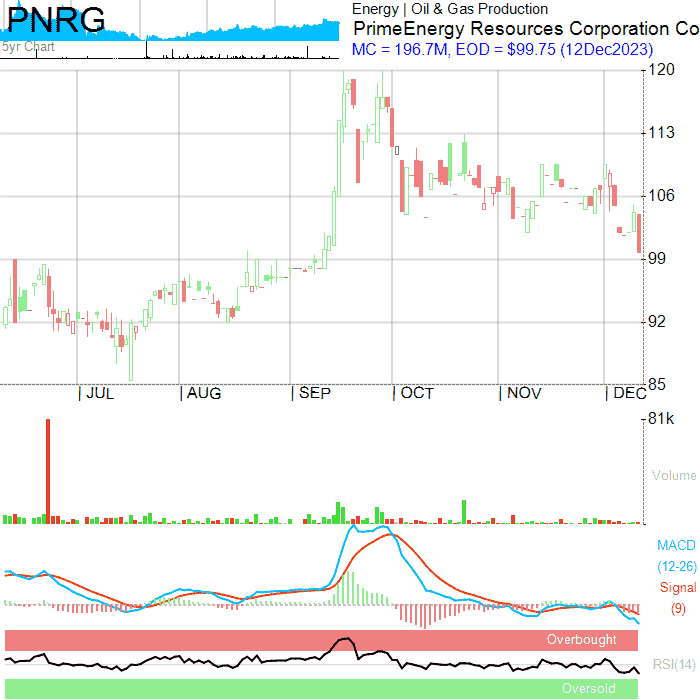 PNRG
5yr Chart
Energy | Oil & Gas Production
PrimeEnergy Resources Corporation Co
MC = 196.7M, EOD = $99.75 (12Dec2023)
120
113
106
99
92
85
| JUL | AUG | SEP | OCT | NOV | DEC
81k
Volume
MACD
(12-26)
Signal
(9)
Overbought
RSI(14)
Oversold